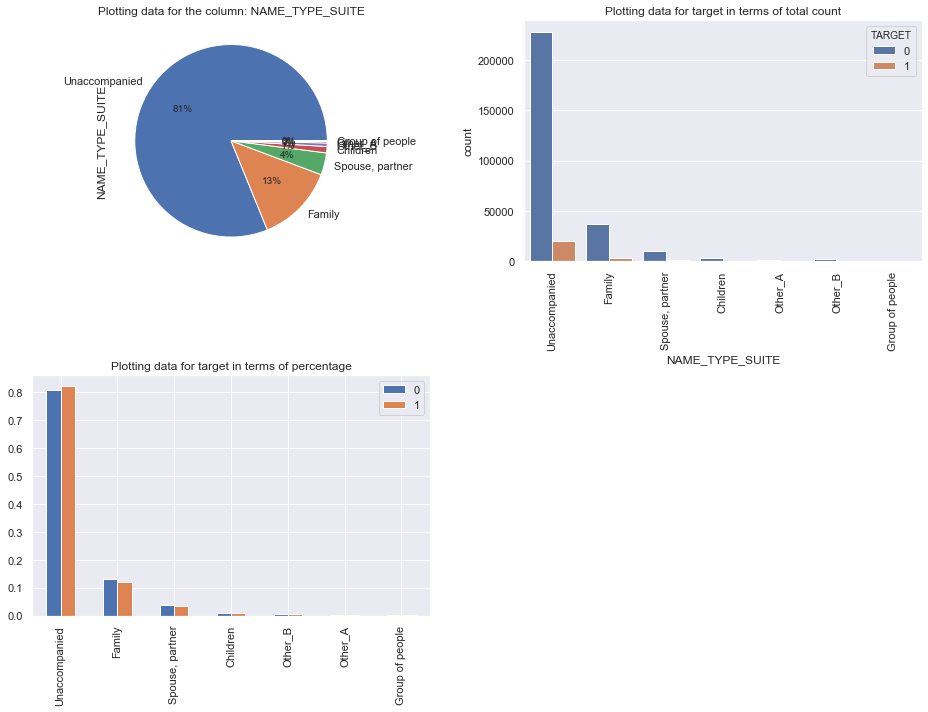 Plotting data for the column: NAME_TYPE_SUITE
NAME_TYPE_SUITE
Unaccompanied
81%
13%
4%
Family
Spouse, partner
Children
Group of people
Plotting data for target in terms of total count
TARGET
0
1
count
200000
150000
100000
50000
0
Unaccompanied
Family
Spouse, partner
Children
Other_A
Other_B
Group of people
NAME_TYPE_SUITE
Plotting data for target in terms of percentage
0
1
0.8
0.7
0.6
0.5
0.4
0.3
0.2
0.1
0.0
Unaccompanied
Family
Spouse, partner
Children
Other_B
Other_A
Group of people